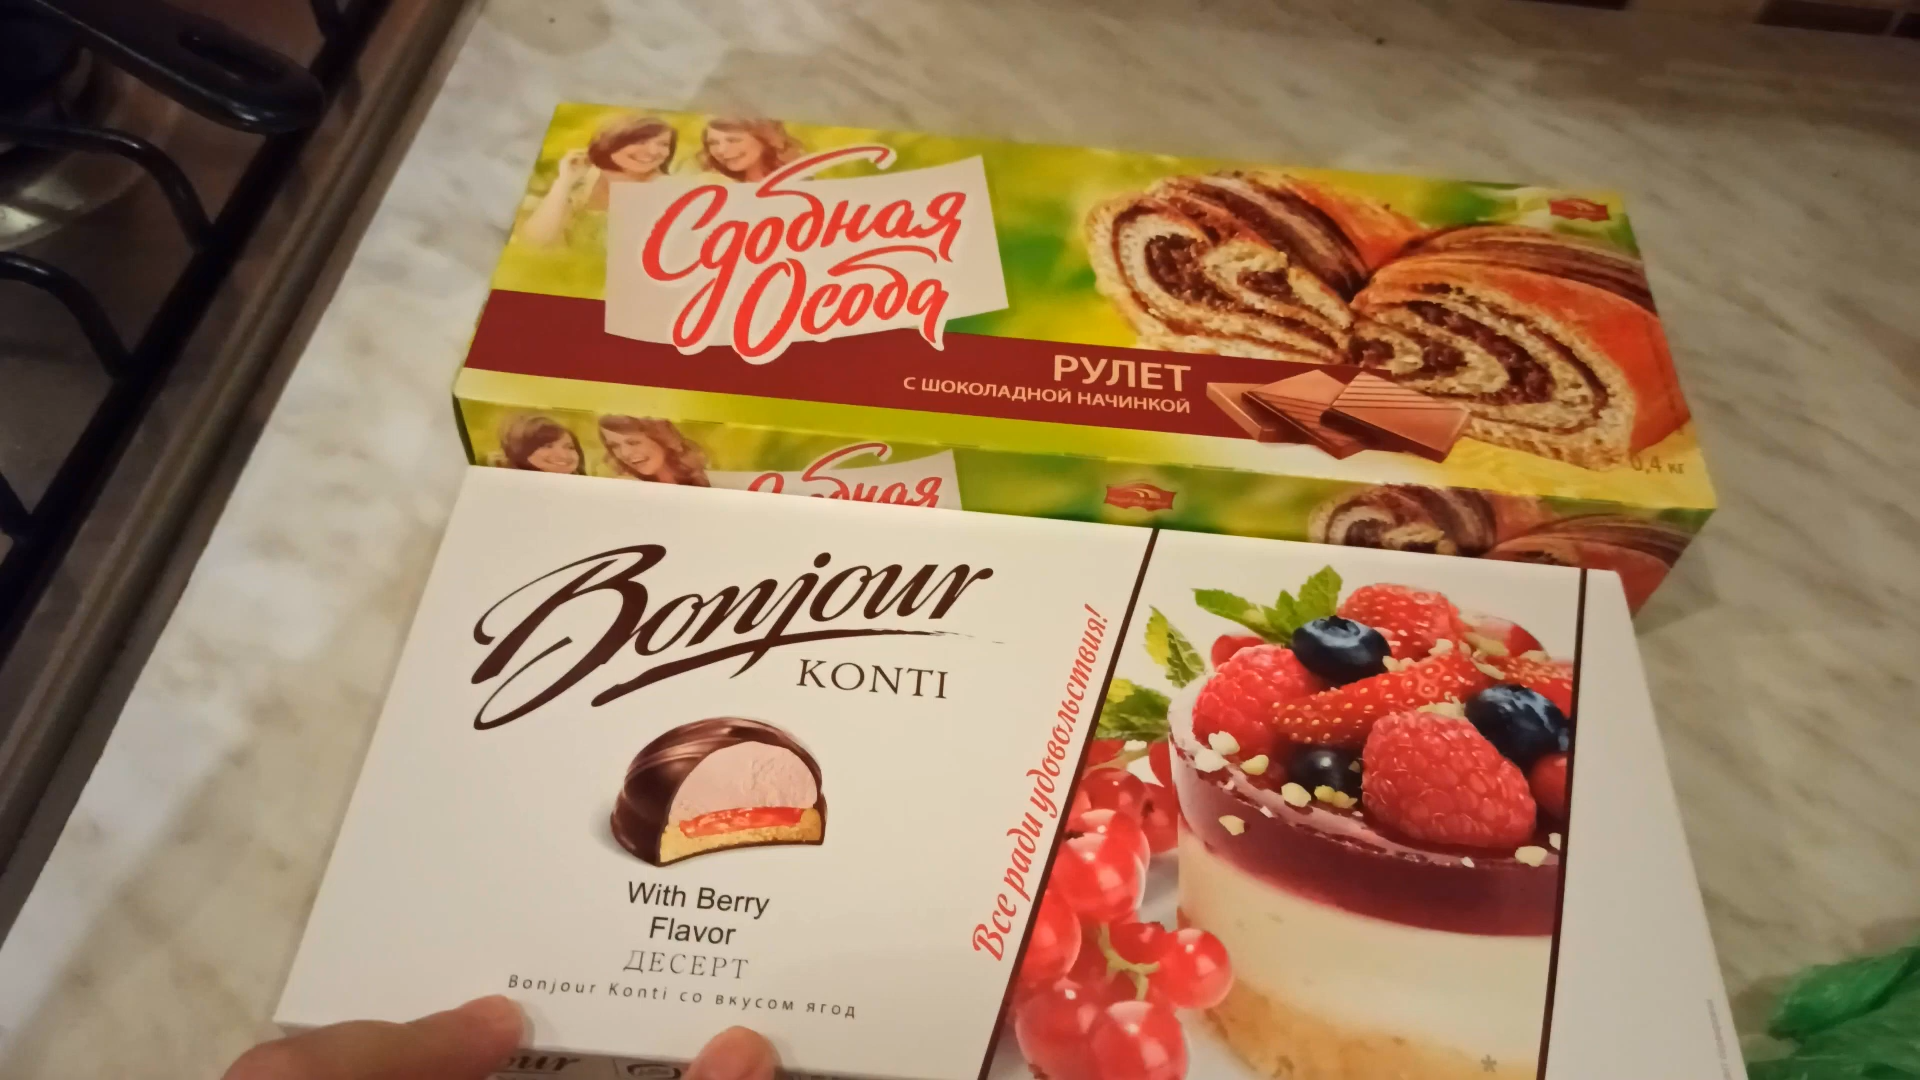 Сдобная
Особа
РУЛЕТ
С ШОКОЛАДНОЙ НАЧИНКОЙ
0,4 кг
Сдобная
Bonjour
KONTI
Все ради удовольствия!
With Berry
Flavor
ДЕСЕРТ
Bonjour Konti со вкусом ягод
*